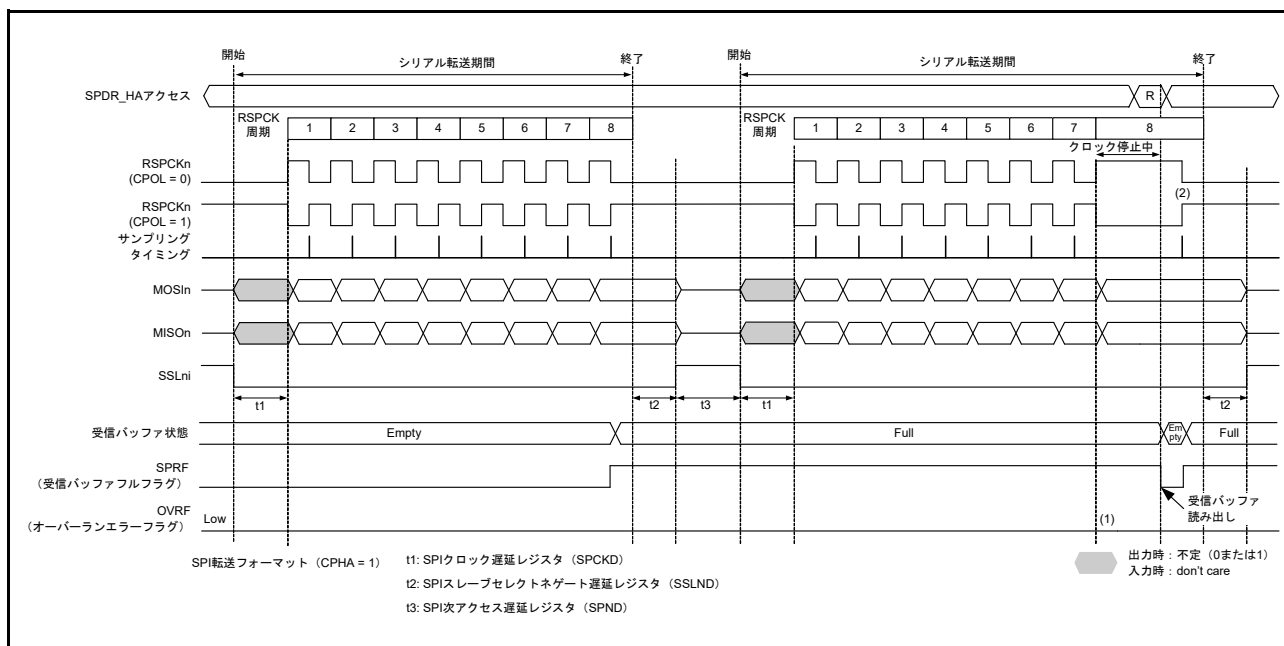 開始 終了 開始 終了
シリアル転送期間 シリアル転送期間
SPDR_HAアクセス R
RSPCK
周期 1 2 3 4 5 6 7 8
RSPCK
周期 1 2 3 4 5 6 7 8
クロック停止中
RSPCKn
(CPOL = 0)
(2)
RSPCKn
(CPOL = 1)
サンプリング
タイミング
MOSIn
MISOn
SSLni
t1 t2 t3 t1 t2
受信バッファ状態 Empty Full Em
pty Full
SPRF
(受信バッファフルフラグ)
受信バッファ
読み出し
OVRF
(オーバーランエラーフラグ)
Low (1)
SPI転送フォーマット(CPHA = 1)
t1: SPIクロック遅延レジスタ(SPCKD)
t2: SPIスレーブセレクトネゲート遅延レジスタ(SSLND)
t3: SPI次アクセス遅延レジスタ(SPND)
出力時:不定(0または1)
入力時:don't care